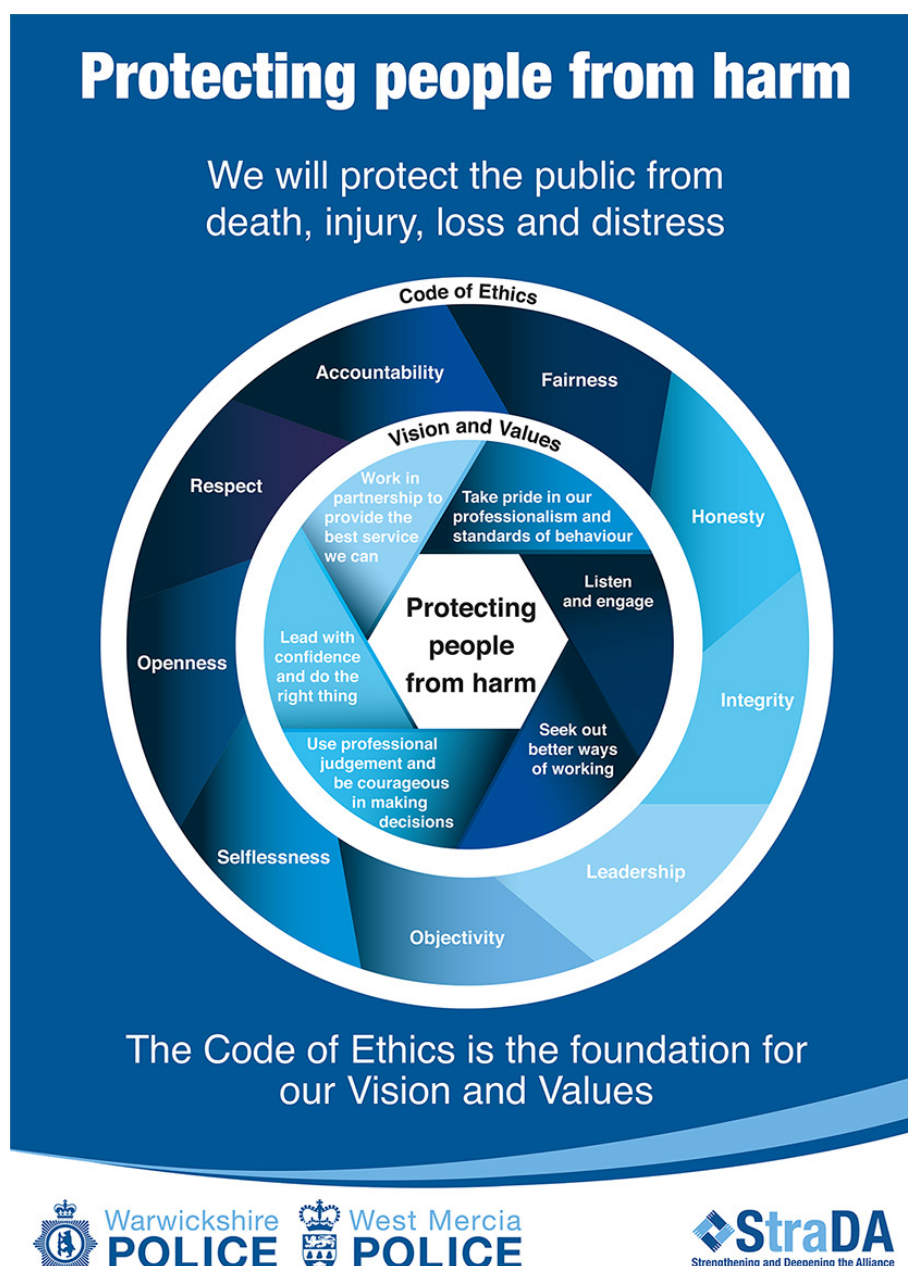 Protecting people from harm
We will protect the public from
death, injury, loss and distress
Code of Ethics
Accountability
Fairness
Respect
Honesty
Openness
Integrity
Selflessness
Leadership
Objectivity
Vision and Values
Work in
partnership to
provide the
best service
we can
Take pride in our
professionalism and
standards of behaviour
Listen
and engage
Lead with
confidence
and do the
right thing
Seek out
better ways
of working
Use professional
judgement and
be courageous
in making
decisions
Protecting
people
from harm
The Code of Ethics is the foundation for
our Vision and Values
Warwickshire
POLICE
West Mercia
POLICE
StraDA
Strengthening and Deepening the Alliance